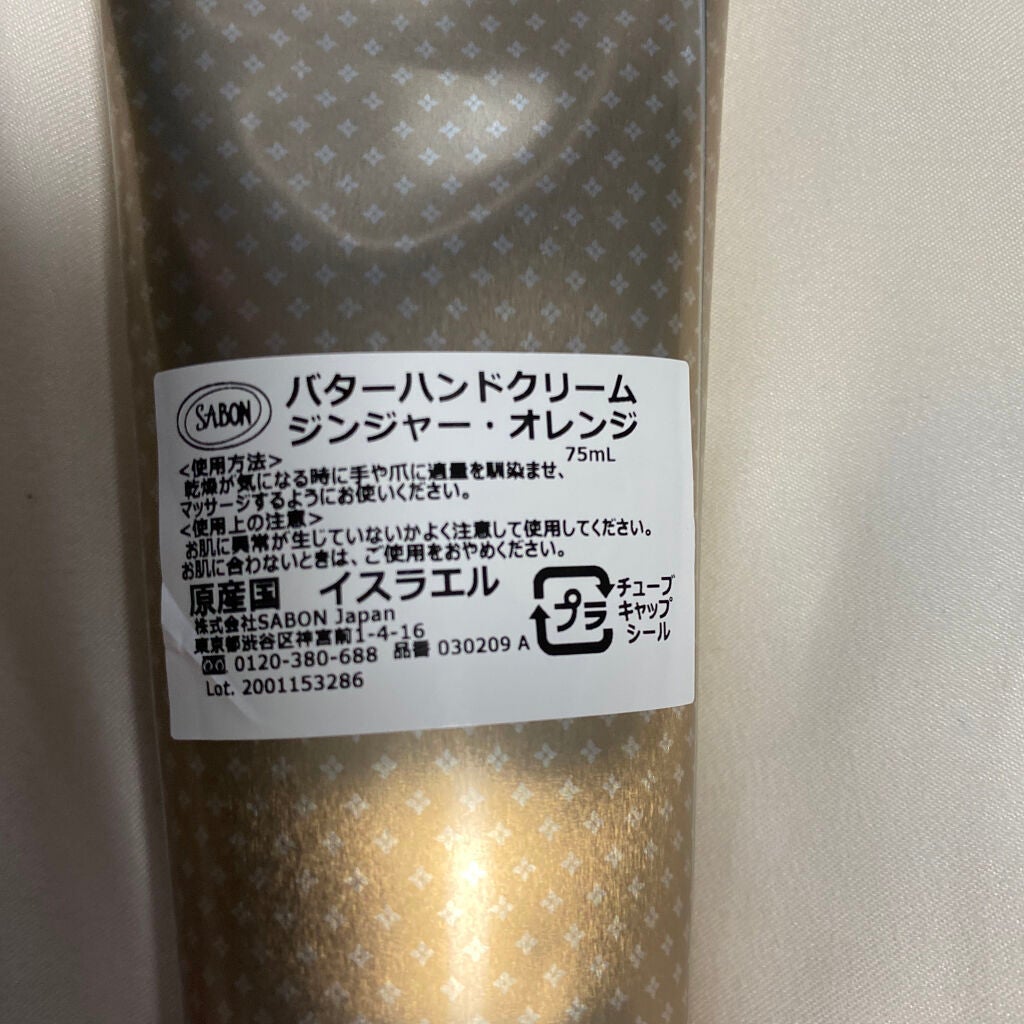 SABON
バターハンドクリーム
ジンジャー・オレンジ
75mL
<使用方法>
乾燥が気になる時に手や爪に適量を馴染ませ、
マッサージするようにお使いください。
<使用上の注意>
お肌に異常が生じていないかよく注意して使用してください。
お肌に合わないときは、ご使用をおやめください。
原産国 イスラエル
株式会社SABON Japan
東京都渋谷区神宮前1-4-16
0120-380-688 品番 030209 A
Lot. 2001153286
プラ
チューブ
キャップ
シール